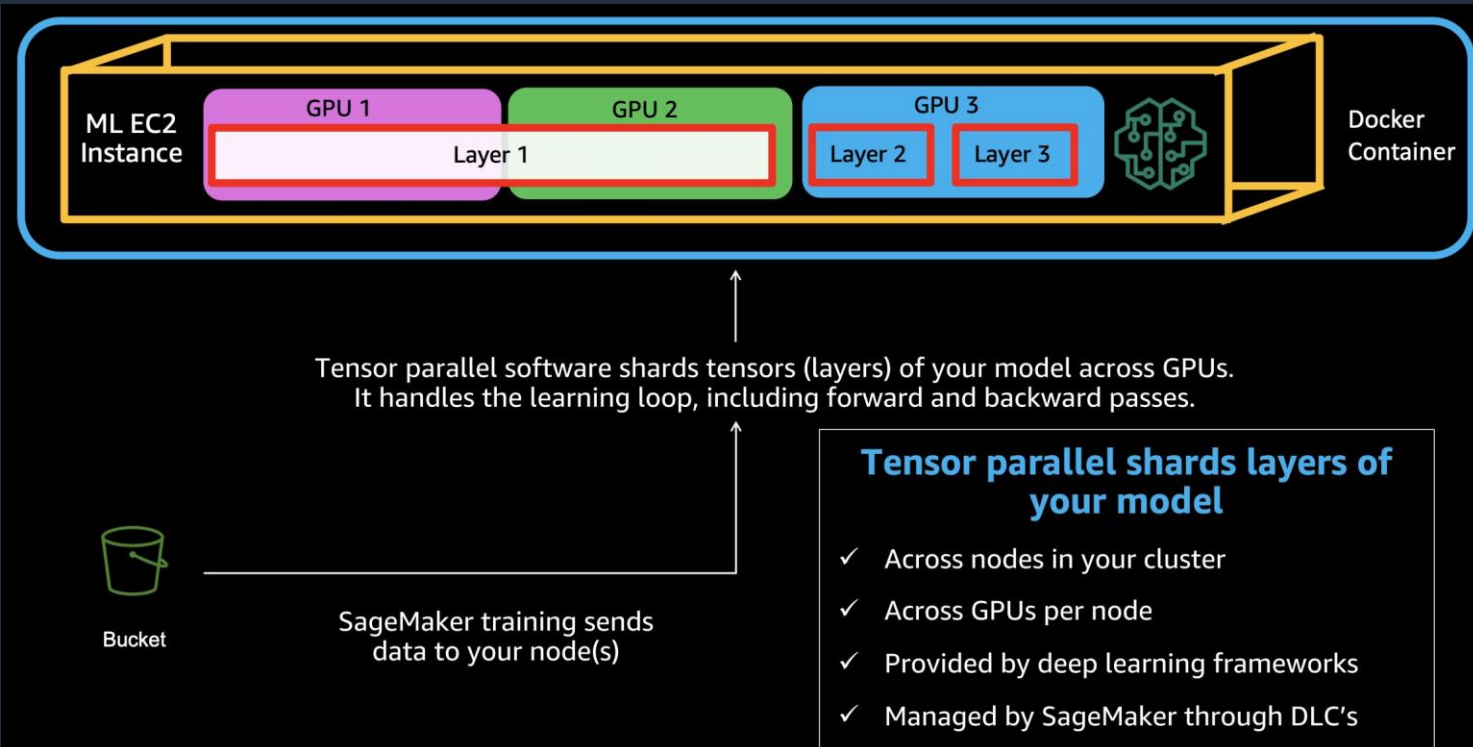 ML EC2
Instance
GPU 1
GPU 2
GPU 3
Layer 1
Layer 2
Layer 3
Docker
Container
Tensor parallel software shards tensors (layers) of your model across GPUs.
It handles the learning loop, including forward and backward passes.
Bucket
SageMaker training sends
data to your node(s)
Tensor parallel shards layers of
your model
✓ Across nodes in your cluster
✓ Across GPUs per node
✓ Provided by deep learning frameworks
✓ Managed by SageMaker through DLC’s